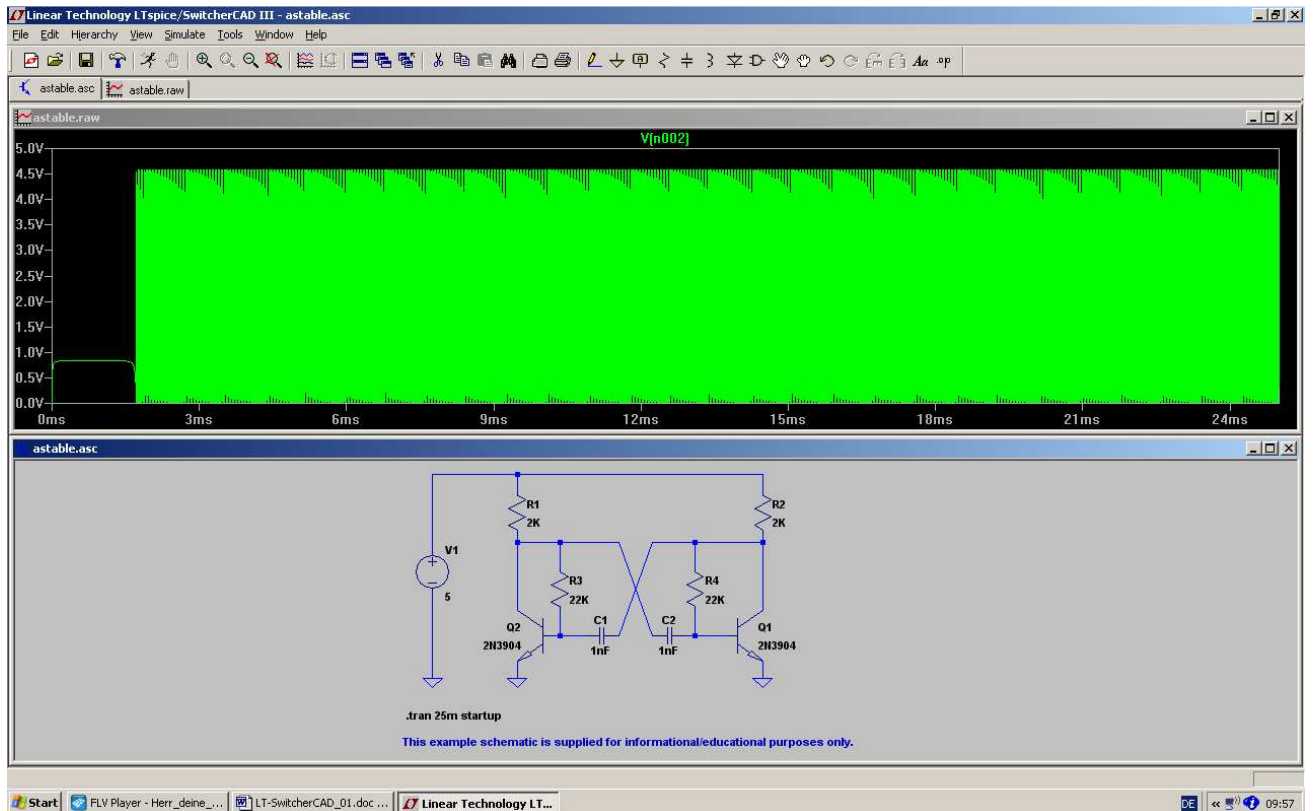 Linear Technology LTspice/SwitcherCAD III - astable.asc
File Edit Hierarchy View Simulate Tools Window Help
Aa .op
astable.asc astable.raw
astable.raw
V(n002)
5.0V
4.5V
4.0V
3.5V
3.0V
2.5V
2.0V
1.5V
1.0V
0.5V
0.0V
0ms 3ms 6ms 9ms 12ms 15ms 18ms 21ms 24ms
astable.asc
R1
2K
R2
2K
V1
5
R3
22K
R4
22K
C1
1nF
C2
1nF
Q2
2N3904
Q1
2N3904
.tran 25m startup
This example schematic is supplied for informational/educational purposes only.
Start FLV Player - Herr_deine_... LT-SwitcherCAD_01.doc ... Linear Technology LT... DE « 09:57